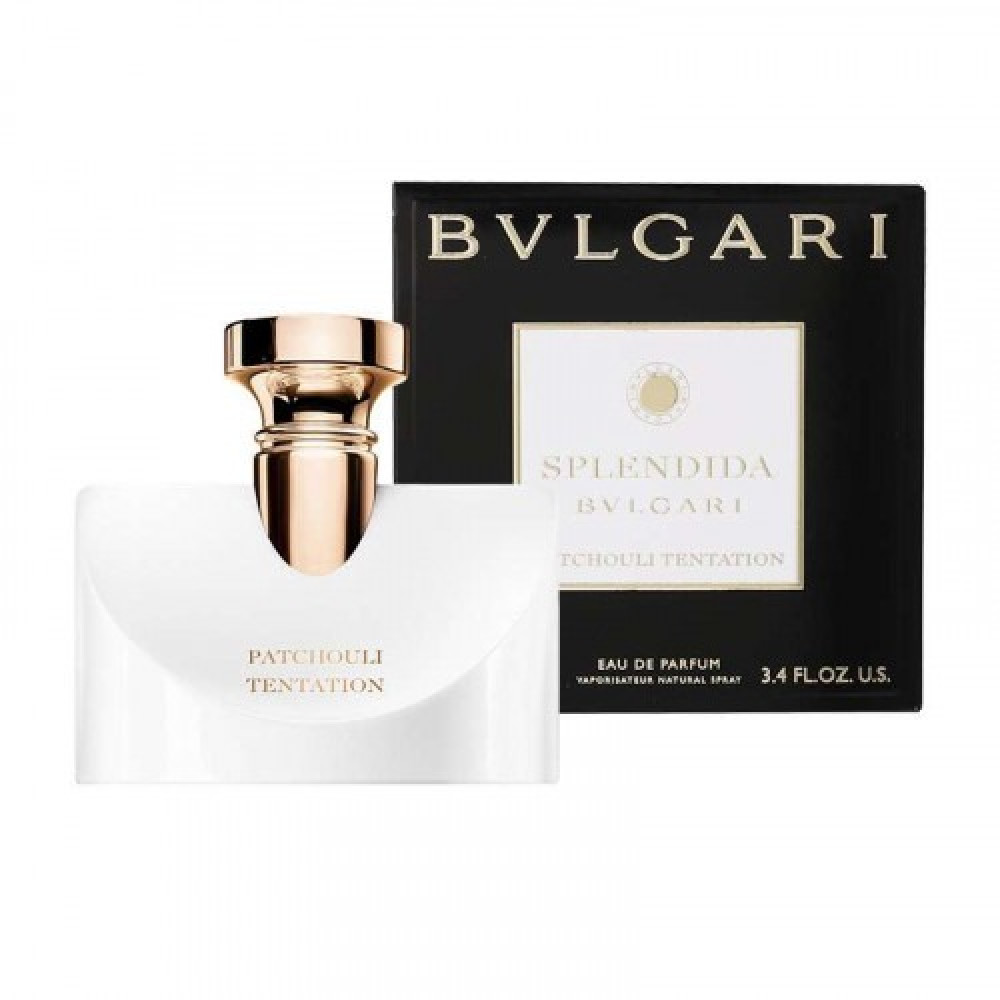 BVLGARI
SPLENDIDA
BVLGARI
TCHOULI TENTATION
EAU DE PARFUM
VAPORISATEUR NATURAL SPRAY
3.4 FL.OZ. U.S.
PATCHOULI
TENTATION